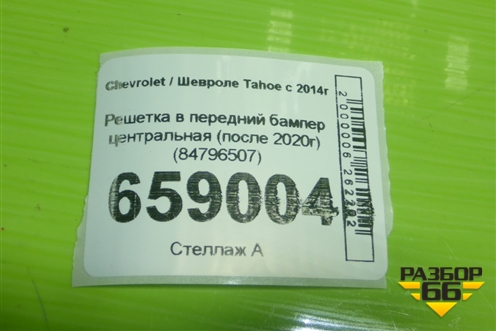 Chevrolet / Шевроле Tahoe с 2014г
Решетка в передний бампер
центральная (после 2020г)
(84796507)
659004
Стеллаж А
2000006 262282
РАЗБОР
66